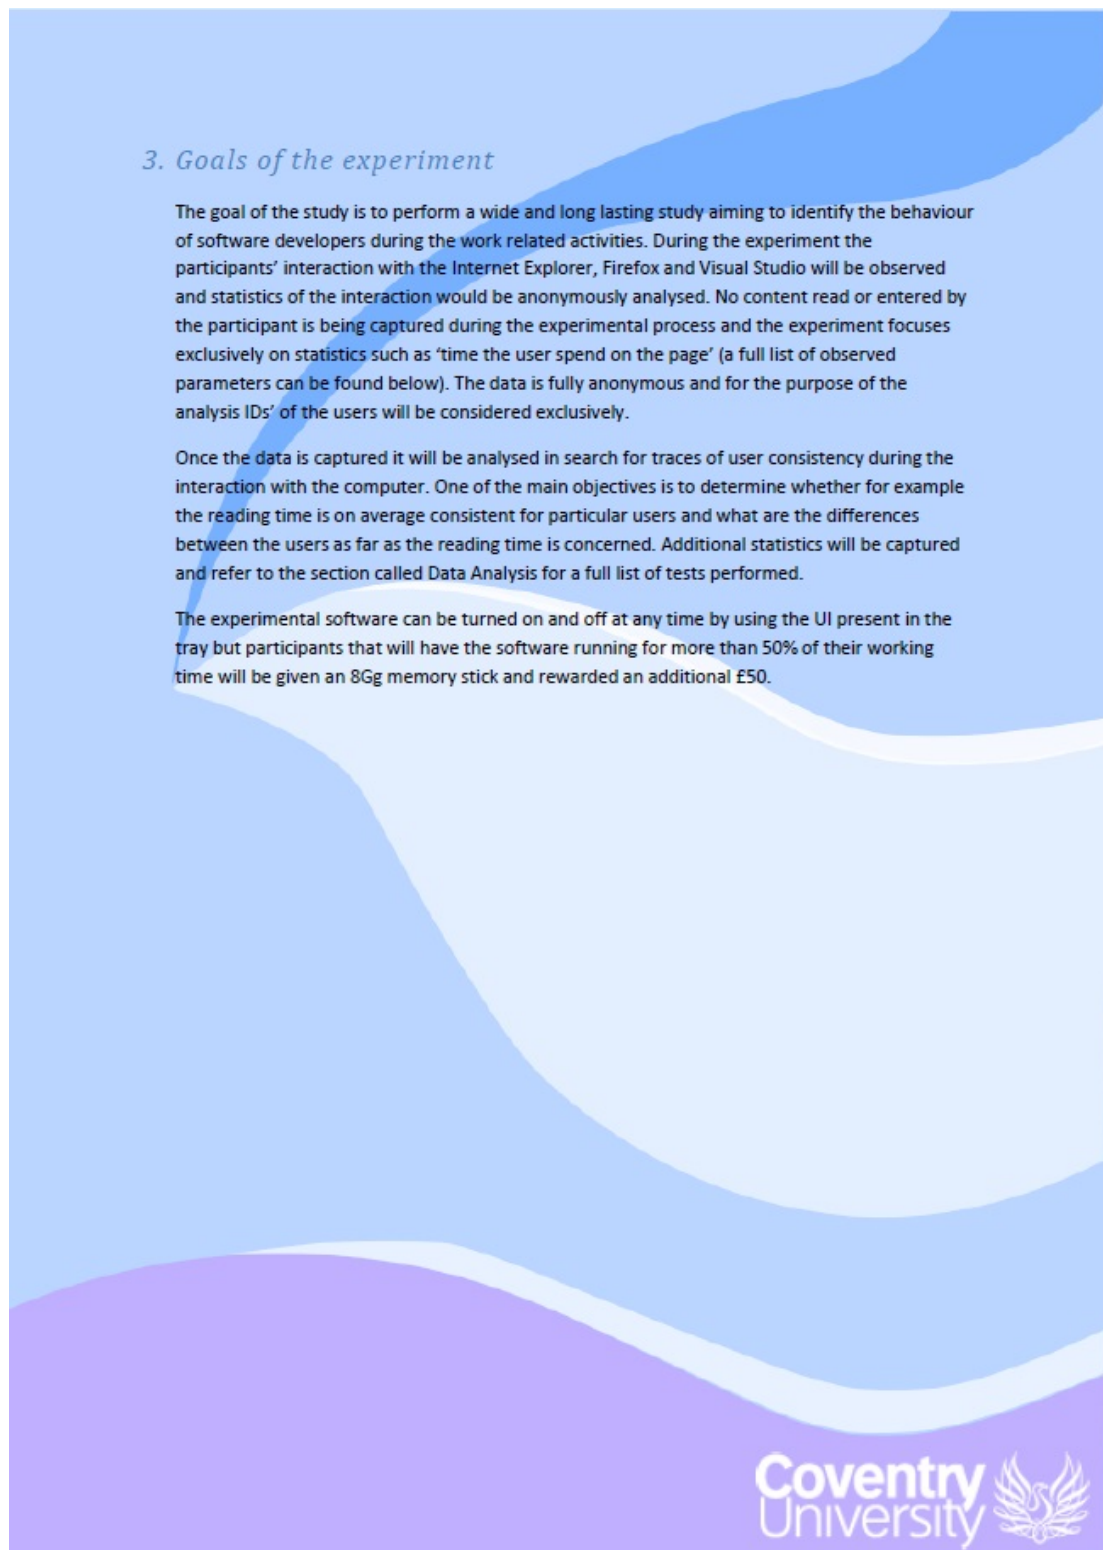 3. Goals of the experiment
The goal of the study is to perform a wide and long lasting study aiming to identify the behaviour
of software developers during the work related activities. During the experiment the
participants’ interaction with the Internet Explorer, Firefox and Visual Studio will be observed
and statistics of the interaction would be anonymously analysed. No content read or entered by
the participant is being captured during the experimental process and the experiment focuses
exclusively on statistics such as ‘time the user spend on the page’ (a full list of observed
parameters can be found below). The data is fully anonymous and for the purpose of the
analysis IDs’ of the users will be considered exclusively.
Once the data is captured it will be analysed in search for traces of user consistency during the
interaction with the computer. One of the main objectives is to determine whether for example
the reading time is on average consistent for particular users and what are the differences
between the users as far as the reading time is concerned. Additional statistics will be captured
and refer to the section called Data Analysis for a full list of tests performed.
The experimental software can be turned on and off at any time by using the UI present in the
tray but participants that will have the software running for more than 50% of their working
time will be given an 8Gg memory stick and rewarded an additional £50.
Coventry
University